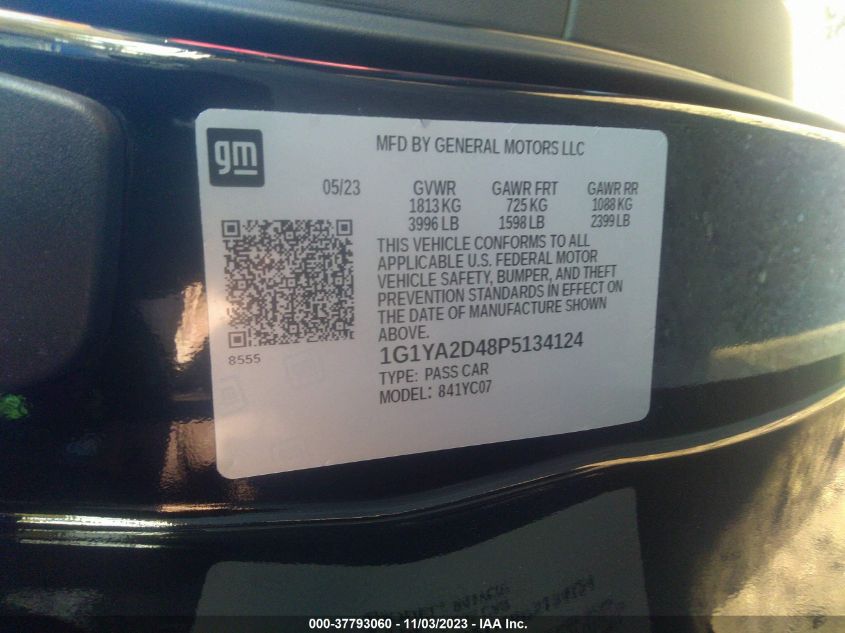 gm
MFD BY GENERAL MOTORS LLC
05/23 GVWR GAWR FRT GAWR RR
1813 KG 725 KG 1088 KG
3996 LB 1598 LB 2399 LB
THIS VEHICLE CONFORMS TO ALL
APPLICABLE U.S. FEDERAL MOTOR
VEHICLE SAFETY, BUMPER, AND THEFT
PREVENTION STANDARDS IN EFFECT ON
THE DATE OF MANUFACTURE SHOWN
ABOVE.
8555
1G1YA2D48P5134124
TYPE: PASS CAR
MODEL: 841YC07
000-37793060 - 11/03/2023 - IAA Inc.